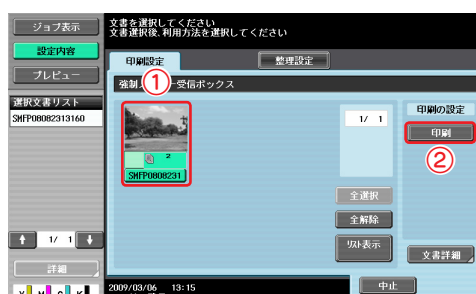 ジョブ表示
設定内容
プレビュー
選択文書リスト
SMFP08082313160
1/ 1
詳細
Y M C K
文書を選択してください
文書選択後、利用方法を選択してください
印刷設定
整理設定
強制
受信ボックス
①
2
SMFP0808231
1/ 1
全選択
全解除
リスト表示
印刷の設定
印刷
②
文書詳細
2009/03/06 13:15
中止